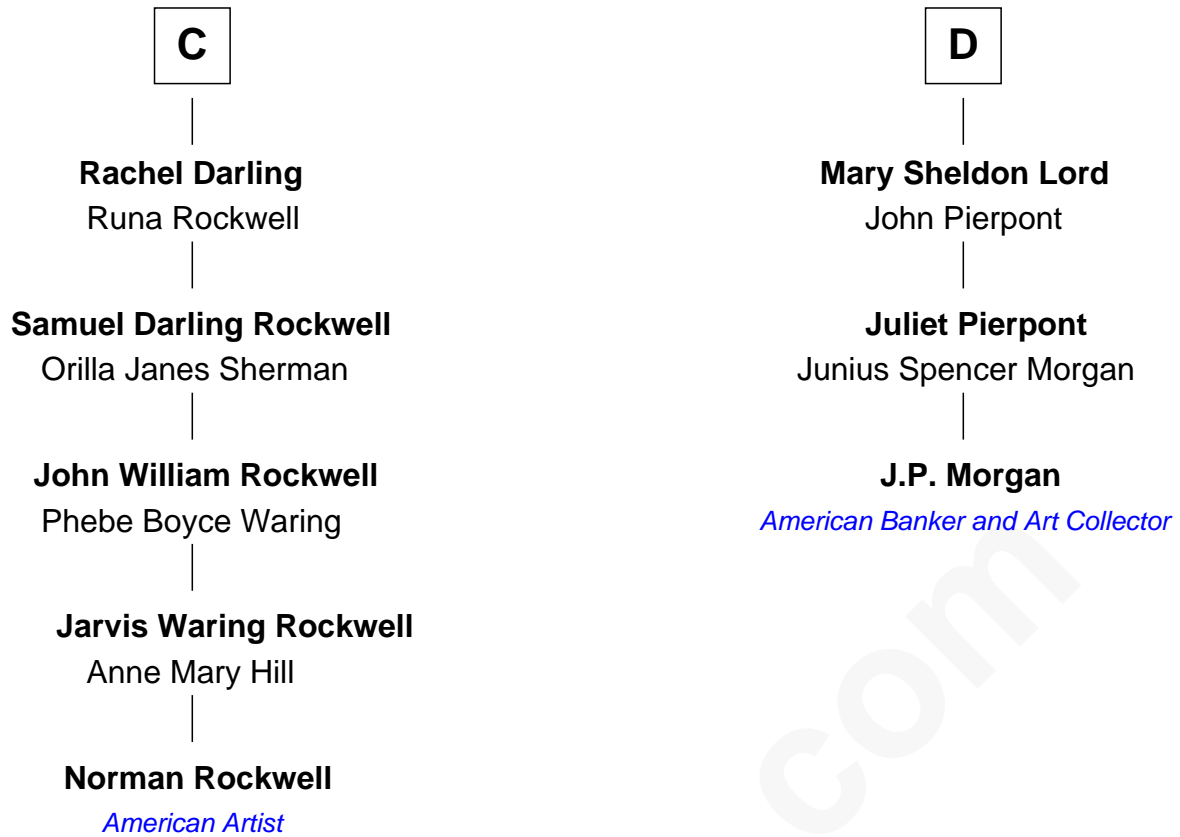 C
Rachel Darling
Runa Rockwell
Samuel Darling Rockwell
Orilla Janes Sherman
John William Rockwell
Phebe Boyce Waring
Jarvis Waring Rockwell
Anne Mary Hill
Norman Rockwell
American Artist
D
Mary Sheldon Lord
John Pierpont
Juliet Pierpont
Junius Spencer Morgan
J.P. Morgan
American Banker and Art Collector
com